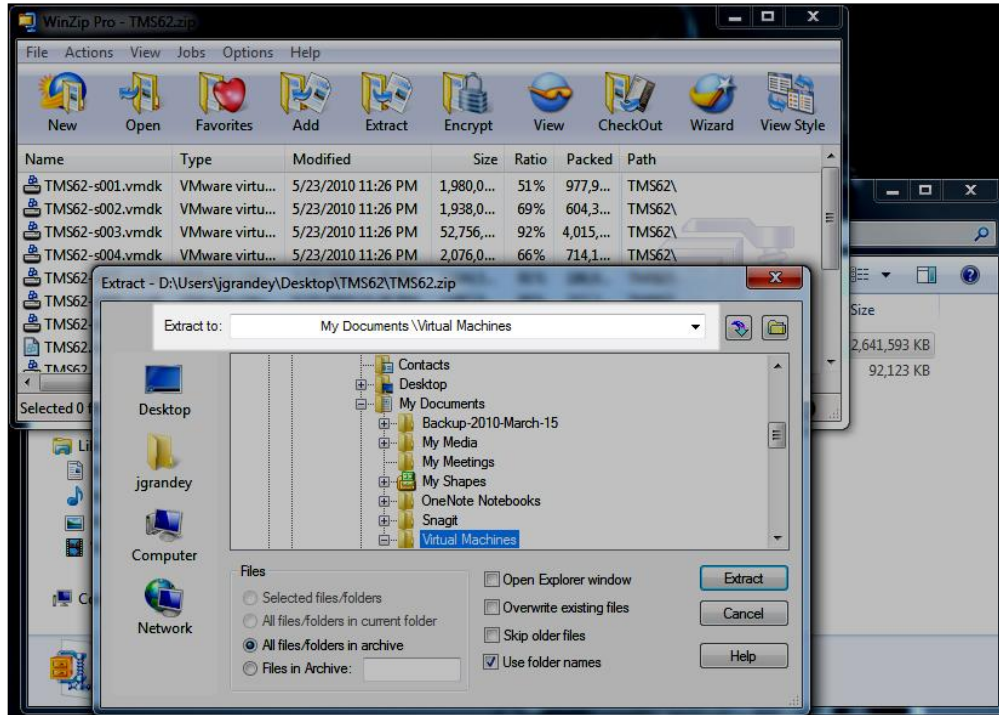 WinZip Pro - TMS62.zip
File Actions View Jobs Options Help
New Open Favorites Add Extract Encrypt View CheckOut Wizard View Style
Name Type Modified Size Ratio Packed Path
TMS62-s001.vmdk VMware virtu... 5/23/2010 11:26 PM 1,980,0... 51% 977,9... TMS62\
TMS62-s002.vmdk VMware virtu... 5/23/2010 11:26 PM 1,938,0... 69% 604,3... TMS62\
TMS62-s003.vmdk VMware virtu... 5/23/2010 11:26 PM 52,756,... 92% 4,015,... TMS62\
TMS62-s004.vmdk VMware virtu... 5/23/2010 11:26 PM 2,076,0... 66% 714,1... TMS62\
TMS62
TMS62-
TMS62-
TMS62.
TMS62
Selected 0 f
Size
2,641,593 KB
92,123 KB
Li
Extract - D:\Users\jgrandey\Desktop\TMS62\TMS62.zip
Extract to: My Documents \Virtual Machines
Desktop
jgrandey
Computer
Network
Contacts
Desktop
My Documents
Backup-2010-March-15
My Media
My Meetings
My Shapes
OneNote Notebooks
Snagit
Virtual Machines
Files
Selected files/folders
All files/folders in current folder
All files/folders in archive
Files in Archive:
Open Explorer window
Overwrite existing files
Skip older files
Use folder names
Extract
Cancel
Help